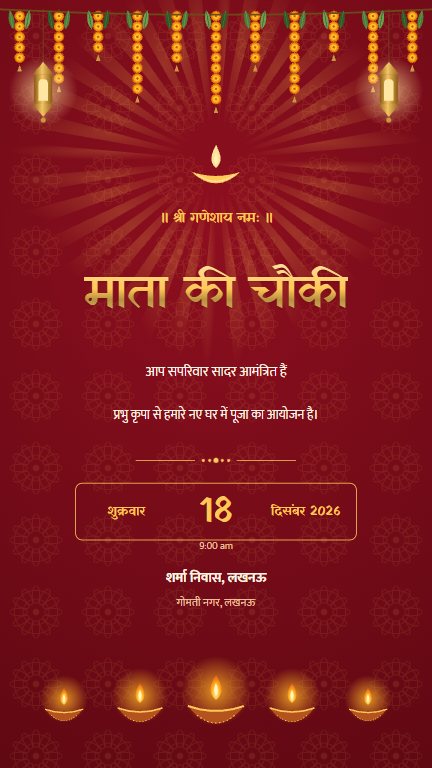 ॥ श्री गणेशाय नमः ॥
माता की चौकी
आप सपरिवार सादर आमंत्रित हैं
प्रभु कृपा से हमारे नए घर में पूजा का आयोजन है।
शुक्रवार 18 दिसंबर 2026
9:00 am
शर्मा निवास, लखनऊ
गोमती नगर, लखनऊ